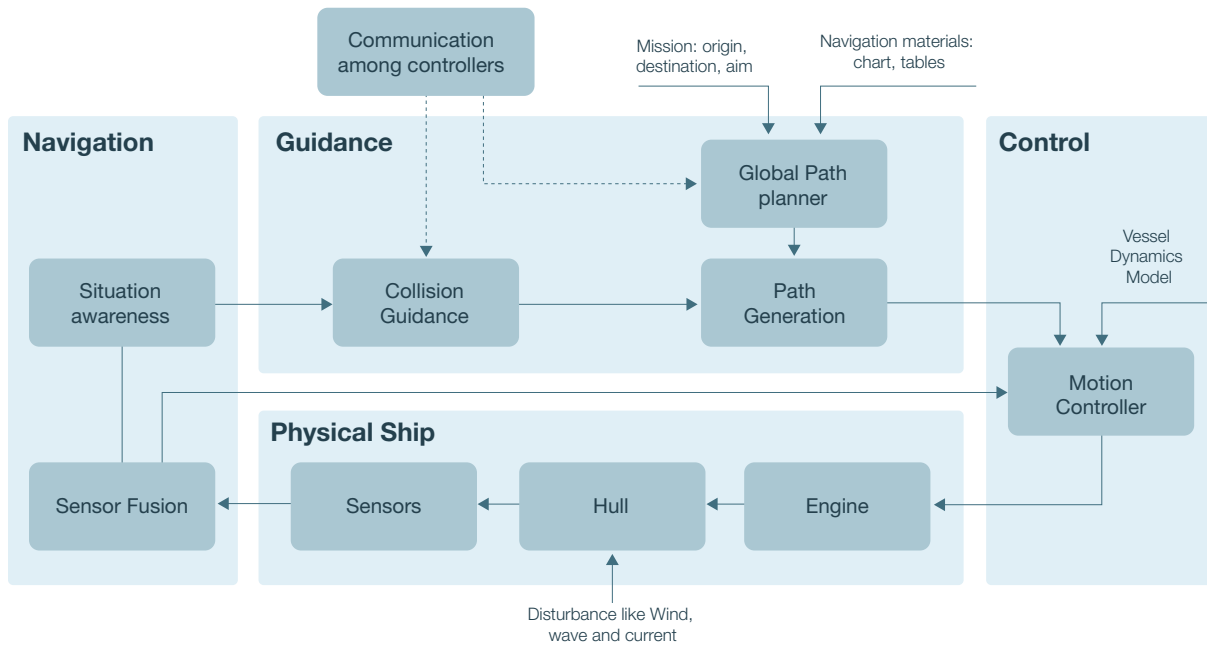 Communication
among controllers
Mission: origin,
destination, aim
Navigation materials:
chart, tables
Navigation
Guidance
Control
Global Path
planner
Vessel
Dynamics
Model
Situation
awareness
Collision
Guidance
Path
Generation
Motion
Controller
Physical Ship
Sensor Fusion
Sensors
Hull
Engine
Disturbance like Wind,
wave and current